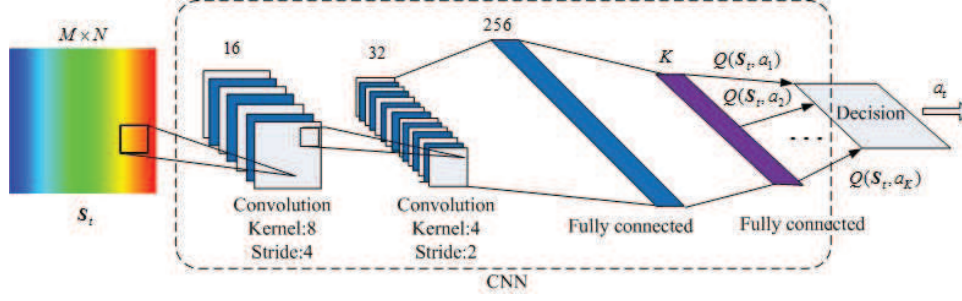 M×N
S_t
16
Convolution
Kernel:8
Stride:4
32
Convolution
Kernel:4
Stride:2
256
Fully connected
K
Fully connected
Q(S_t, a_1)
Q(S_t, a_2)
...
Q(S_t, a_K)
Decision
a_t
CNN